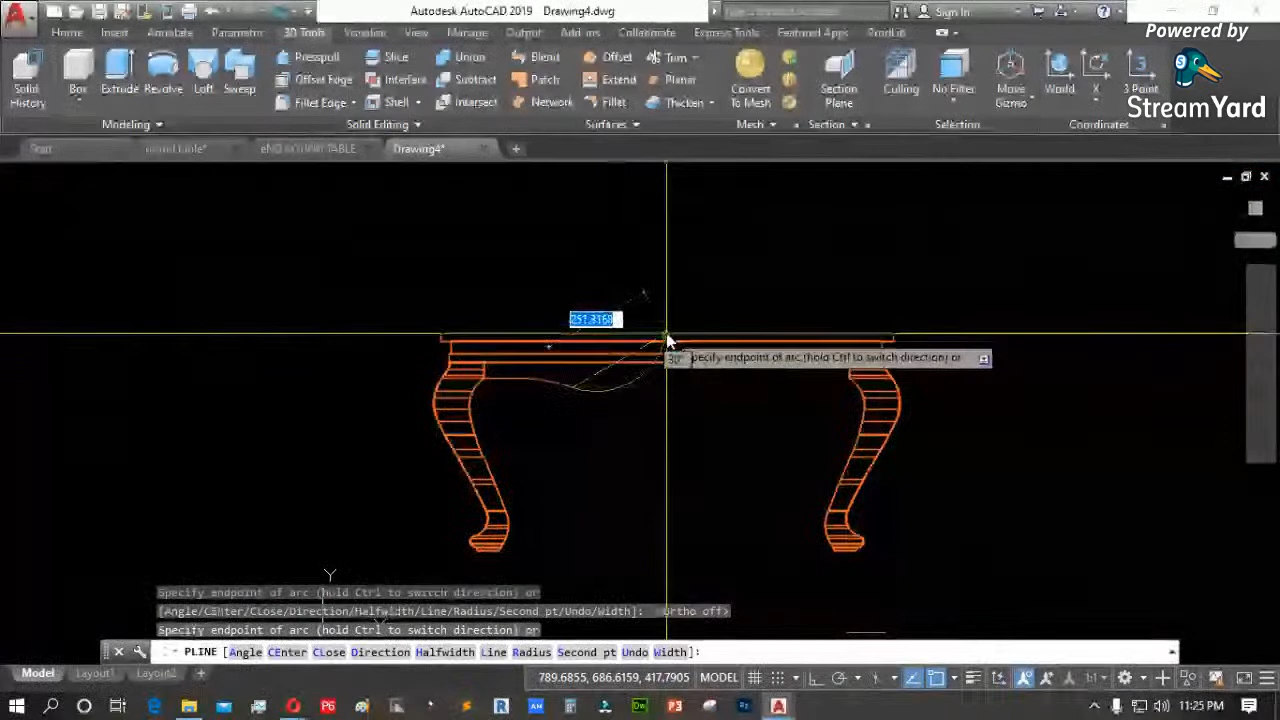 Autodesk AutoCAD 2019 Drawing4.dwg
Sign In
Powered by
StreamYard
Home Insert Annotate Parametric 3D Tools Visualize View Manage Output Add-ins Collaborate Express Tools Featured Apps
Solid History
Box
Extrude
Revolve
Loft
Sweep
Presspull
Offset Edge
Fillet Edge
Slice
Interfere
Shell
Union
Subtract
Intersect
Blend
Patch
Network
Offset
Extend
Fillet
Trim
Planar
Thicken
Convert To Mesh
Section Plane
Culling
No Filter
Move Gizmo
World
X
3 Point
Modeling
Solid Editing
Surfaces
Mesh
Section
Selection
Coordinates
Start
eND ROUND TABLE
Drawing4*
251.3168
30° Specify endpoint of arc (hold Ctrl to switch direction) or
Y
Specify endpoint of arc (hold Ctrl to switch direction) or
[Angle/CEnter/CLose/Direction/Halfwidth/Line/Radius/Second pt/Undo/Width]: <Ortho off>
Specify endpoint of arc (hold Ctrl to switch direction) or
PLINE [Angle CEnter CLose Direction Halfwidth Line Radius Second pt Undo Width]:
Model Layout1 Layout2 +
789.6855, 686.6159, 417.7905 MODEL
1:1
11:25 PM